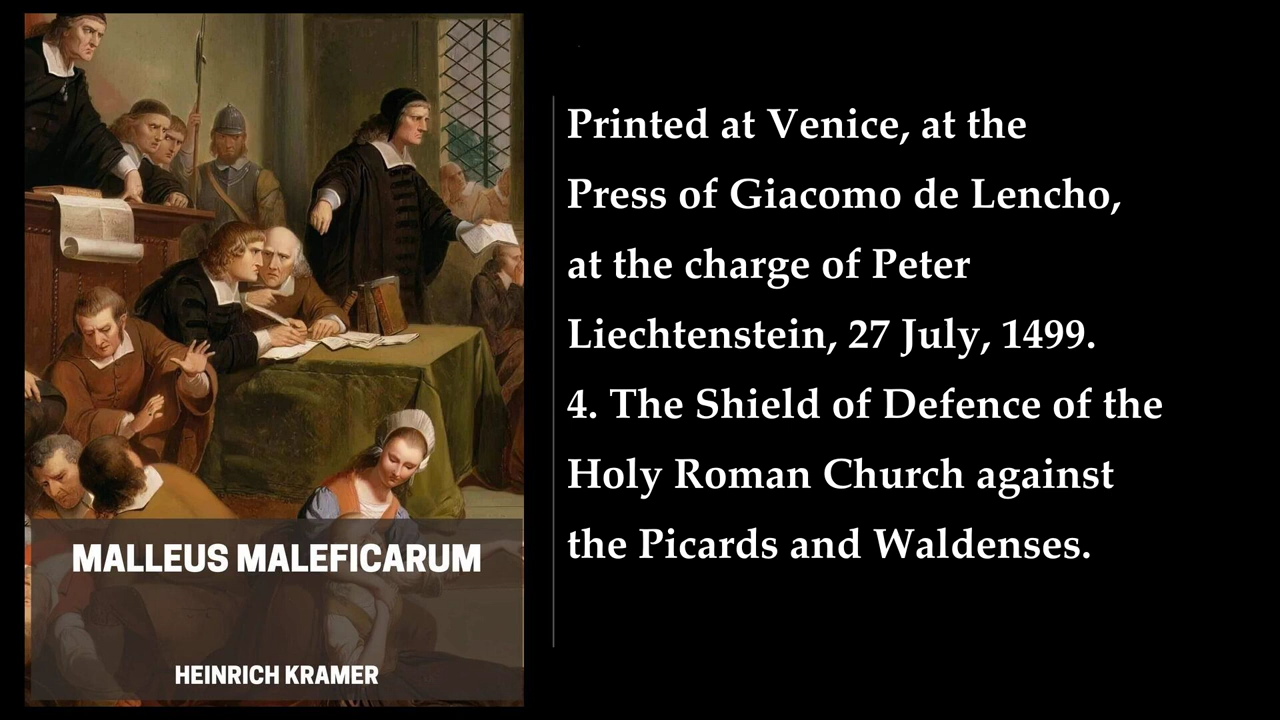 MALLEUS MALEFICARUM
HEINRICH KRAMER
Printed at Venice, at the
Press of Giacomo de Lencho,
at the charge of Peter
Liechtenstein, 27 July, 1499.
4. The Shield of Defence of the
Holy Roman Church against
the Picards and Waldenses.